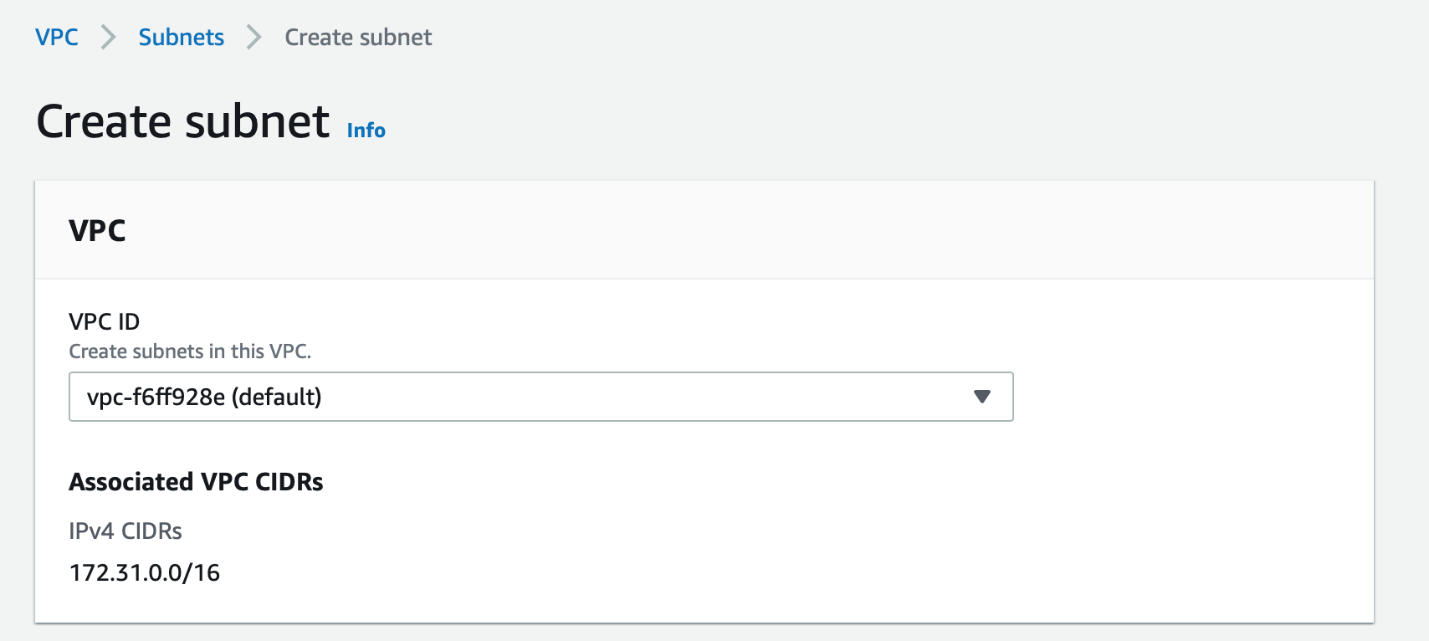 VPC > Subnets > Create subnet
Create subnet Info
VPC
VPC ID
Create subnets in this VPC.
vpc-f6ff928e (default)
Associated VPC CIDRs
IPv4 CIDRs
172.31.0.0/16